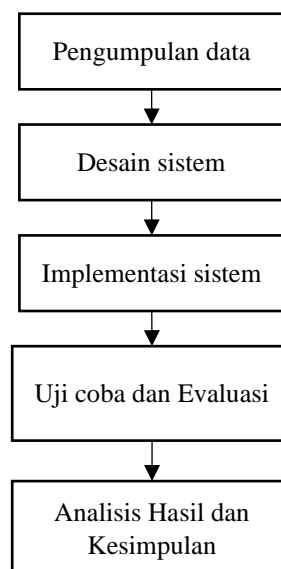 Pengumpulan data
Desain sistem
Implementasi sistem
Uji coba dan Evaluasi
Analisis Hasil dan
Kesimpulan